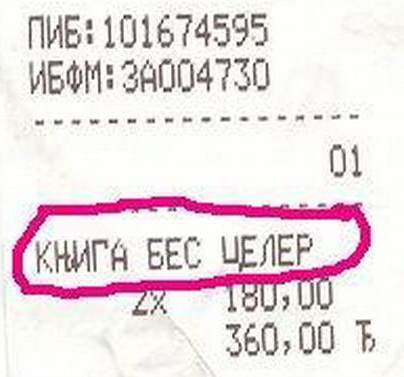 ПИБ:101674595
ИБФМ:ЗА004730
--------------------
01
--------------------
КЊИГА БЕС ЦЕЛЕР
2x 180,00
360,00 Ђ